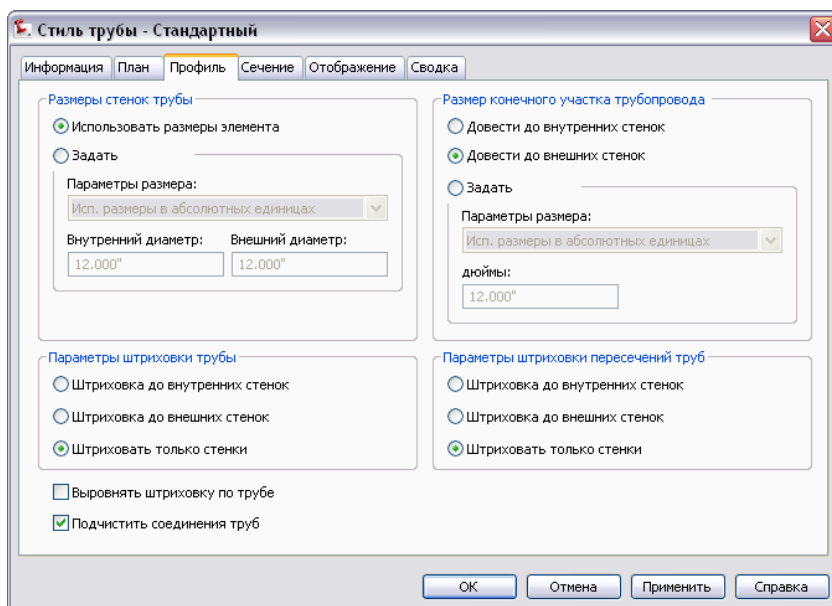 Стиль трубы - Стандартный
Информация План Профиль Сечение Отображение Сводка
Размеры стенок трубы
Использовать размеры элемента
Задать
Параметры размера:
Исп. размеры в абсолютных единицах
Внутренний диаметр: Внешний диаметр:
12.000" 12.000"
Размер конечного участка трубопровода
Довести до внутренних стенок
Довести до внешних стенок
Задать
Параметры размера:
Исп. размеры в абсолютных единицах
дюймы:
12.000"
Параметры штриховки трубы
Штриховка до внутренних стенок
Штриховка до внешних стенок
Штриховать только стенки
Параметры штриховки пересечений труб
Штриховка до внутренних стенок
Штриховка до внешних стенок
Штриховать только стенки
Выровнять штриховку по трубе
Подчистить соединения труб
ОК Отмена Применить Справка